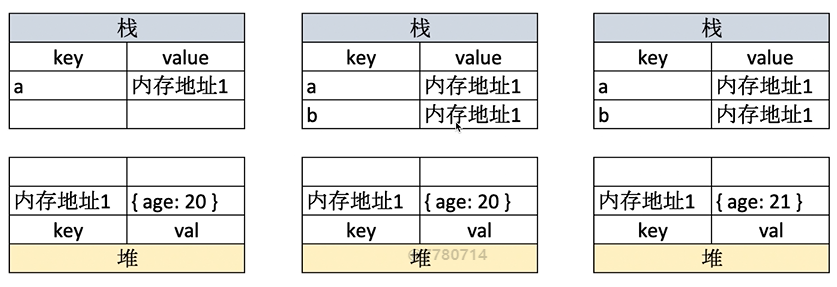 栈
key value
a 内存地址1
内存地址1 { age: 20 }
key val
堆
栈
key value
a 内存地址1
b 内存地址1
内存地址1 { age: 20 }
key val
堆
栈
key value
a 内存地址1
b 内存地址1
内存地址1 { age: 21 }
key val
堆